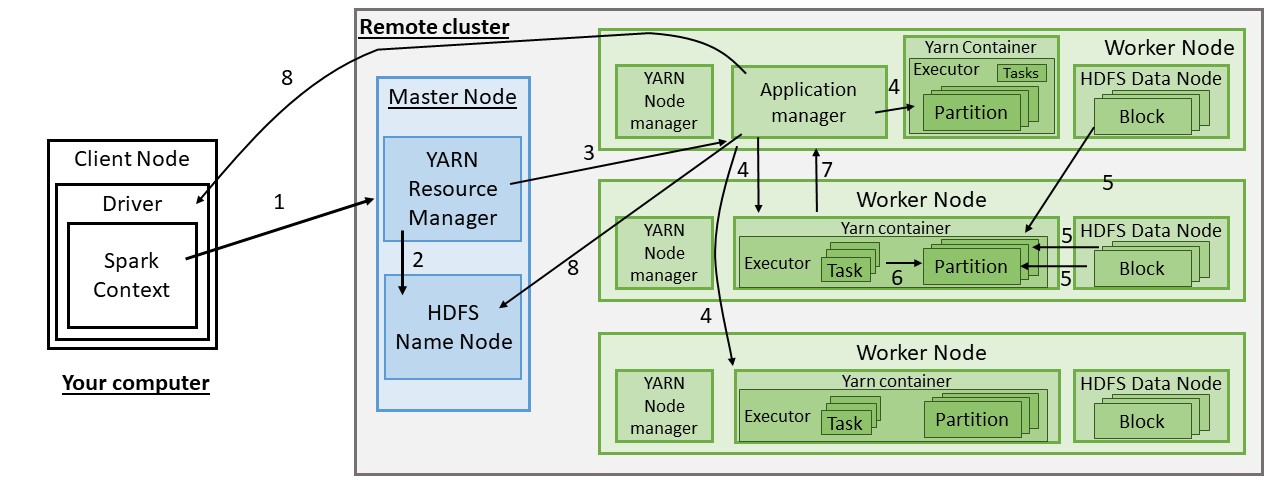 Remote cluster
Client Node
Driver
Spark
Context
Your computer
1
8
Master Node
YARN
Resource
Manager
2
HDFS
Name Node
3
8
Worker Node
YARN
Node
manager
Application
manager
4
Yarn Container
Executor
Tasks
Partition
HDFS Data Node
Block
4
7
5
Worker Node
YARN
Node
manager
Yarn container
Executor
Task
6
Partition
5
5
HDFS Data Node
Block
4
Worker Node
YARN
Node
manager
Yarn container
Executor
Task
Partition
HDFS Data Node
Block